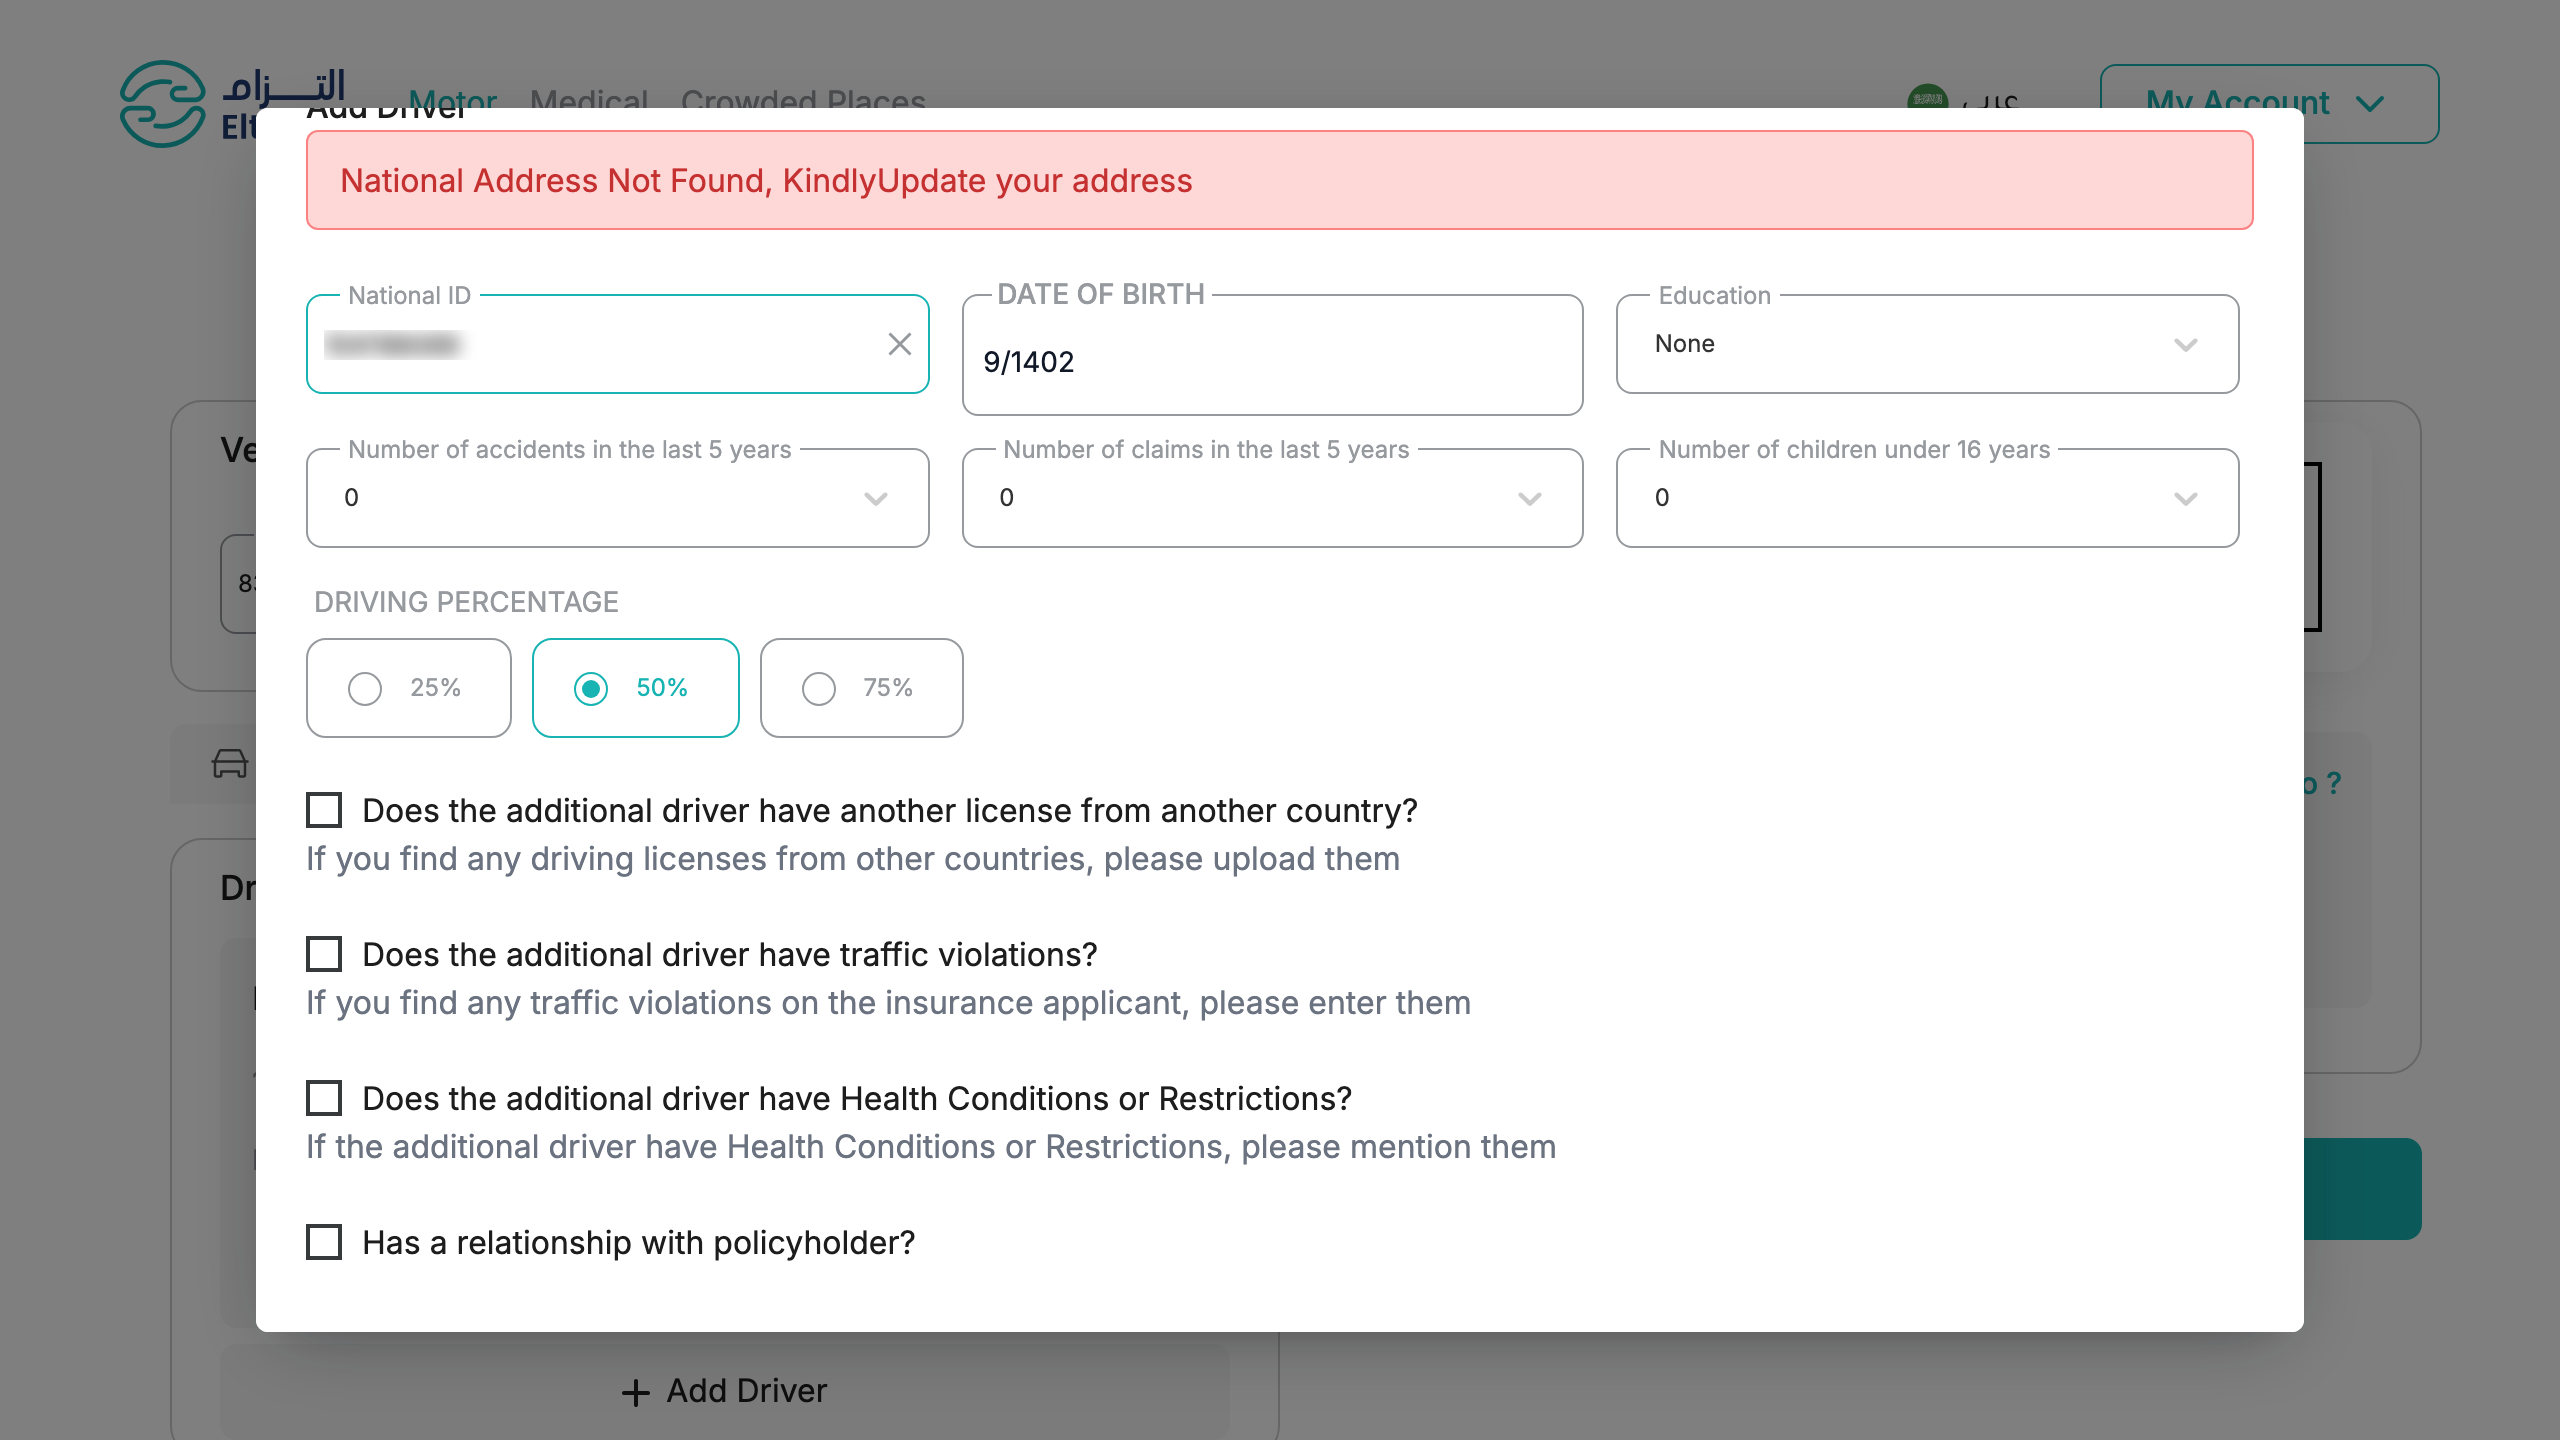 التـــزامـ
Motor
Medical
Crowded Places
عربي
My Account
Add Driver
National Address Not Found, KindlyUpdate your address
National ID
DATE OF BIRTH
9/1402
Education
None
Number of accidents in the last 5 years
0
Number of claims in the last 5 years
0
Number of children under 16 years
0
DRIVING PERCENTAGE
25%
50%
75%
Does the additional driver have another license from another country?
If you find any driving licenses from other countries, please upload them
Does the additional driver have traffic violations?
If you find any traffic violations on the insurance applicant, please enter them
Does the additional driver have Health Conditions or Restrictions?
If the additional driver have Health Conditions or Restrictions, please mention them
Has a relationship with policyholder?
+ Add Driver